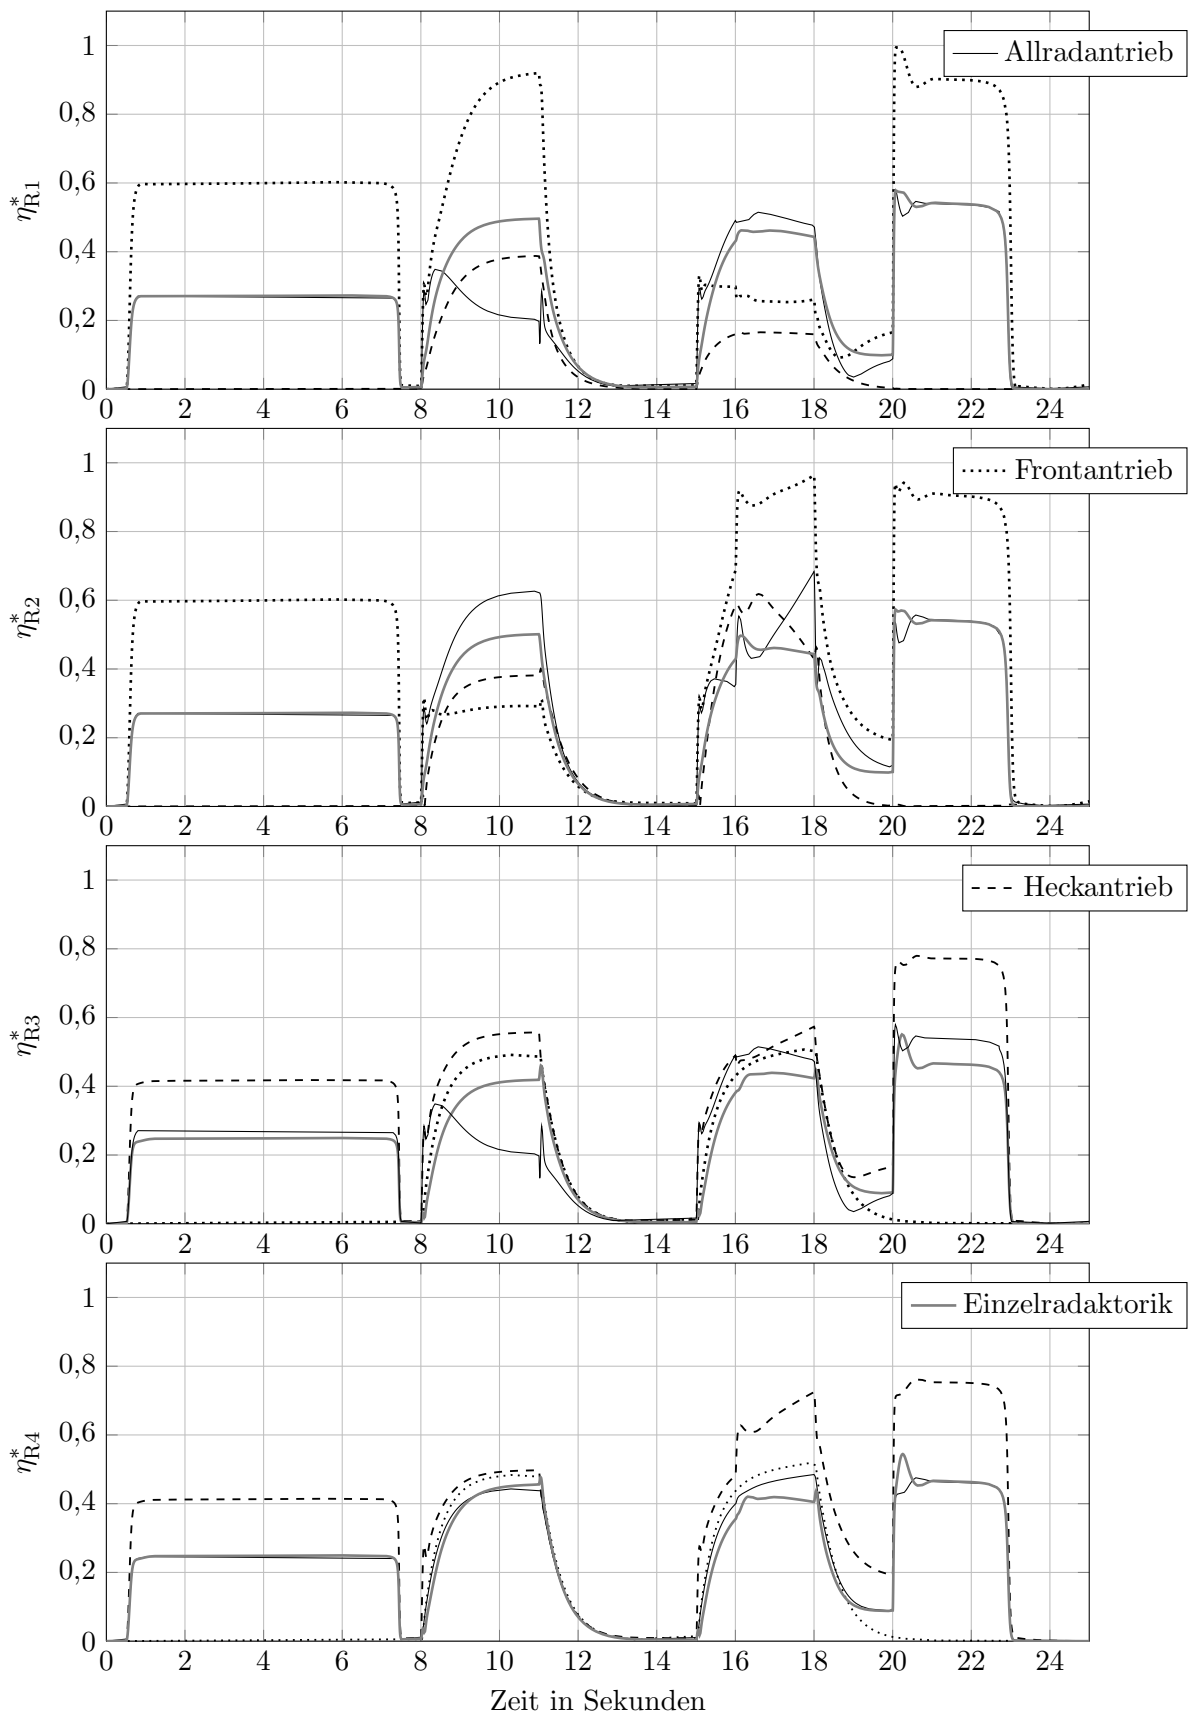 1
Allradantrieb
0,8
0,6
η*R1
0,4
0,2
0
0 2 4 6 8 10 12 14 16 18 20 22 24
1
Frontantrieb
0,8
0,6
η*R2
0,4
0,2
0
0 2 4 6 8 10 12 14 16 18 20 22 24
1
Heckantrieb
0,8
0,6
η*R3
0,4
0,2
0
0 2 4 6 8 10 12 14 16 18 20 22 24
1
Einzelradaktorik
0,8
0,6
η*R4
0,4
0,2
0
0 2 4 6 8 10 12 14 16 18 20 22 24
Zeit in Sekunden